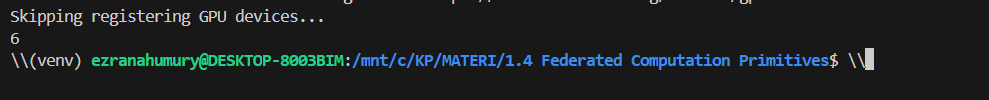 Skipping registering GPU devices...
6
\\(venv) ezranahumury@DESKTOP-8003BIM:/mnt/c/KP/MATERI/1.4 Federated Computation Primitives$ \\